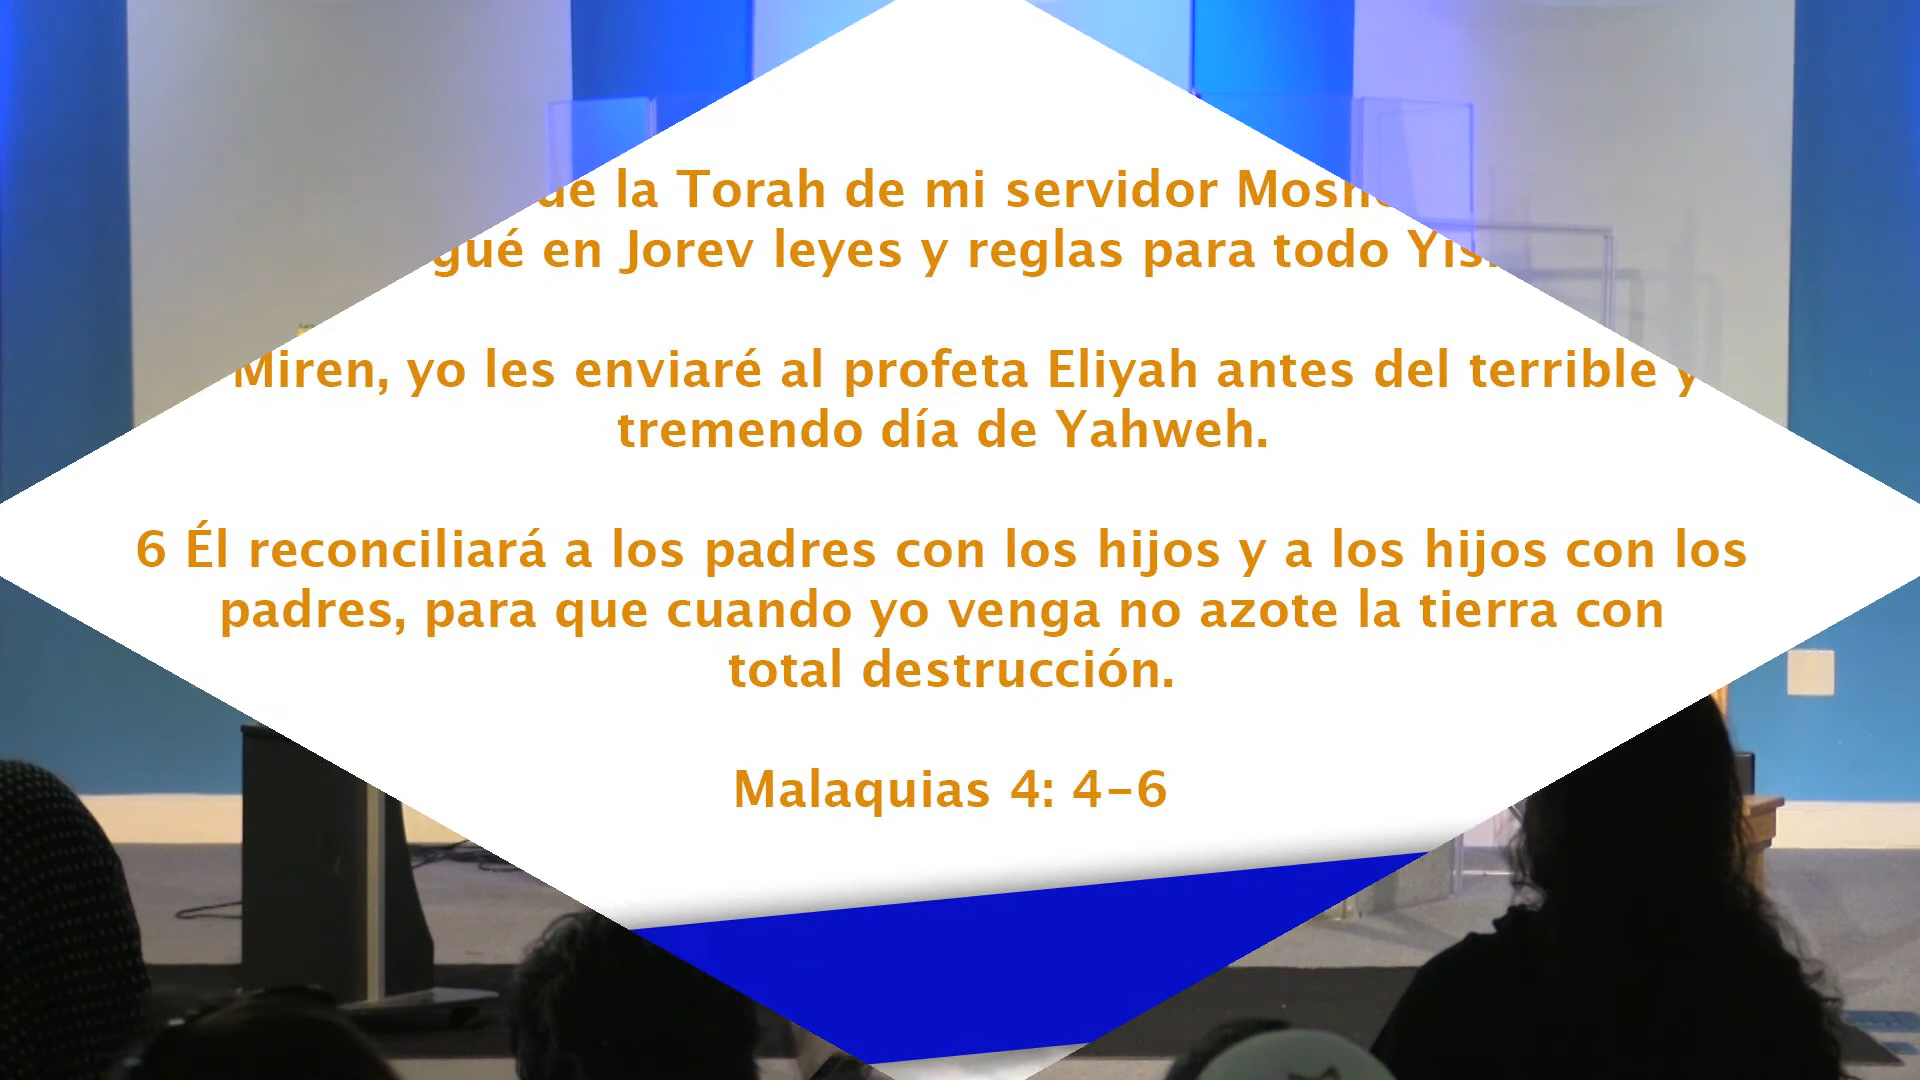 de la Torah de mi servidor
en Jorev leyes y reglas para todo
Miren, yo les enviaré al profeta Eliyah antes del terrible y
tremendo día de Yahweh.
6 Él reconciliará a los padres con los hijos y a los hijos con los
padres, para que cuando yo venga no azote la tierra con
total destrucción.
Malaquias 4: 4-6